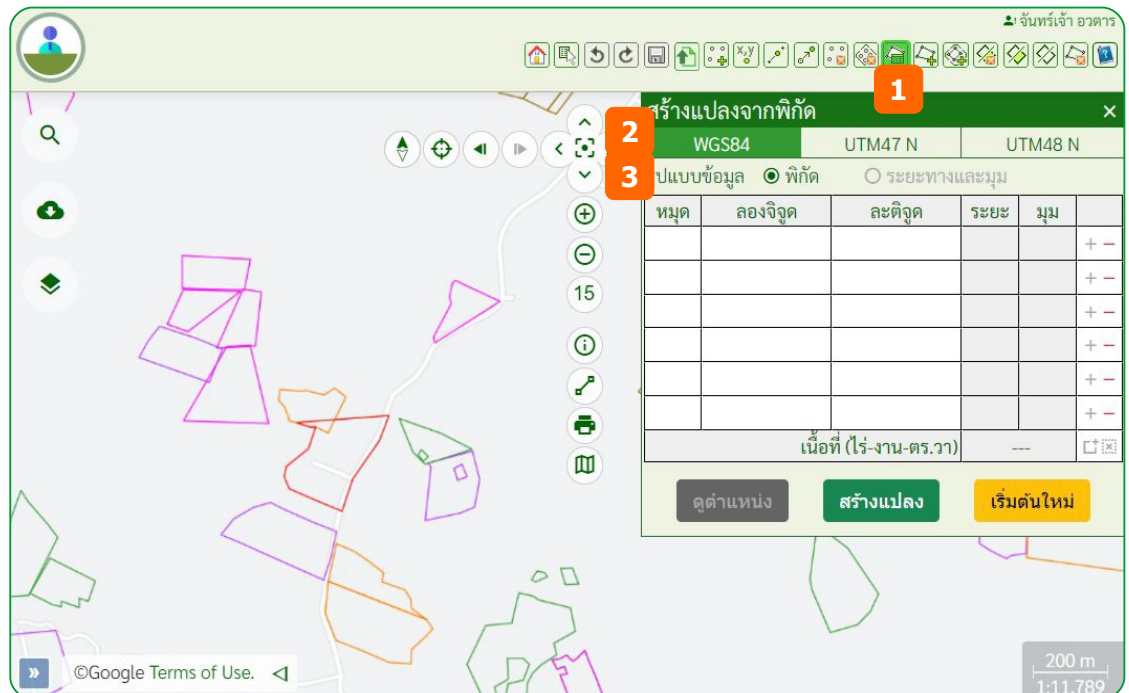 จันทร์เจ้า อวตาร
x,y
1
สร้างแปลงจากพิกัด ×
2
WGS84 UTM47 N UTM48 N
3
ปแบบข้อมูล พิกัด ระยะทางและมุม
หมุด ลองจิจูด ละติจูด ระยะ มุม
+ −
+ −
+ −
+ −
+ −
+ −
เนื้อที่ (ไร่-งาน-ตร.วา) ---
ดูตำแหน่ง สร้างแปลง เริ่มต้นใหม่
15
©Google Terms of Use.
200 m
1:11,789